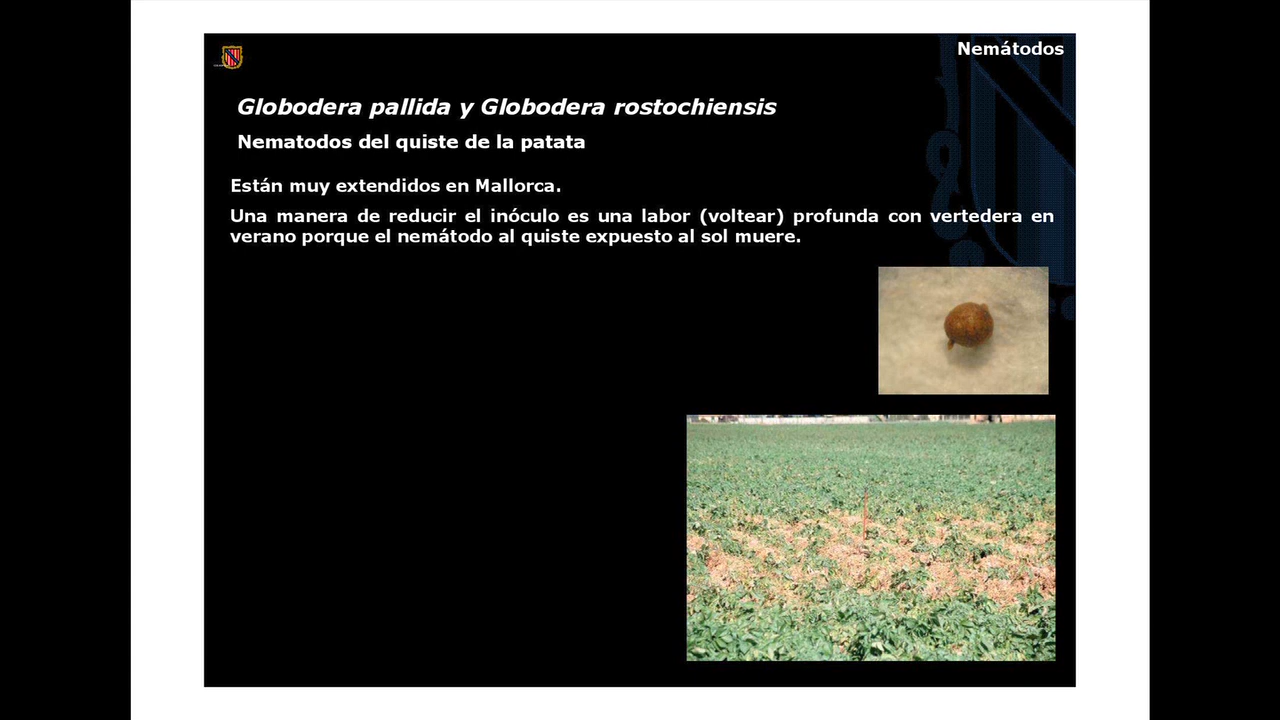 Nemátodos
Globodera pallida y Globodera rostochiensis
Nematodos del quiste de la patata
Están muy extendidos en Mallorca.
Una manera de reducir el inóculo es una labor (voltear) profunda con vertedera en
verano porque el nemátodo al quiste expuesto al sol muere.